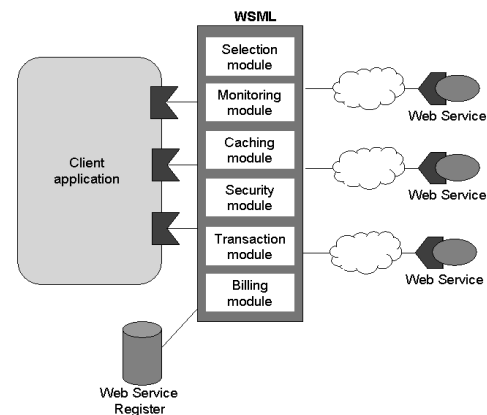 WSML
Selection
module
Monitoring
module
Caching
module
Security
module
Transaction
module
Billing
module
Client
application
Web Service
Web Service
Web Service
Web Service
Register